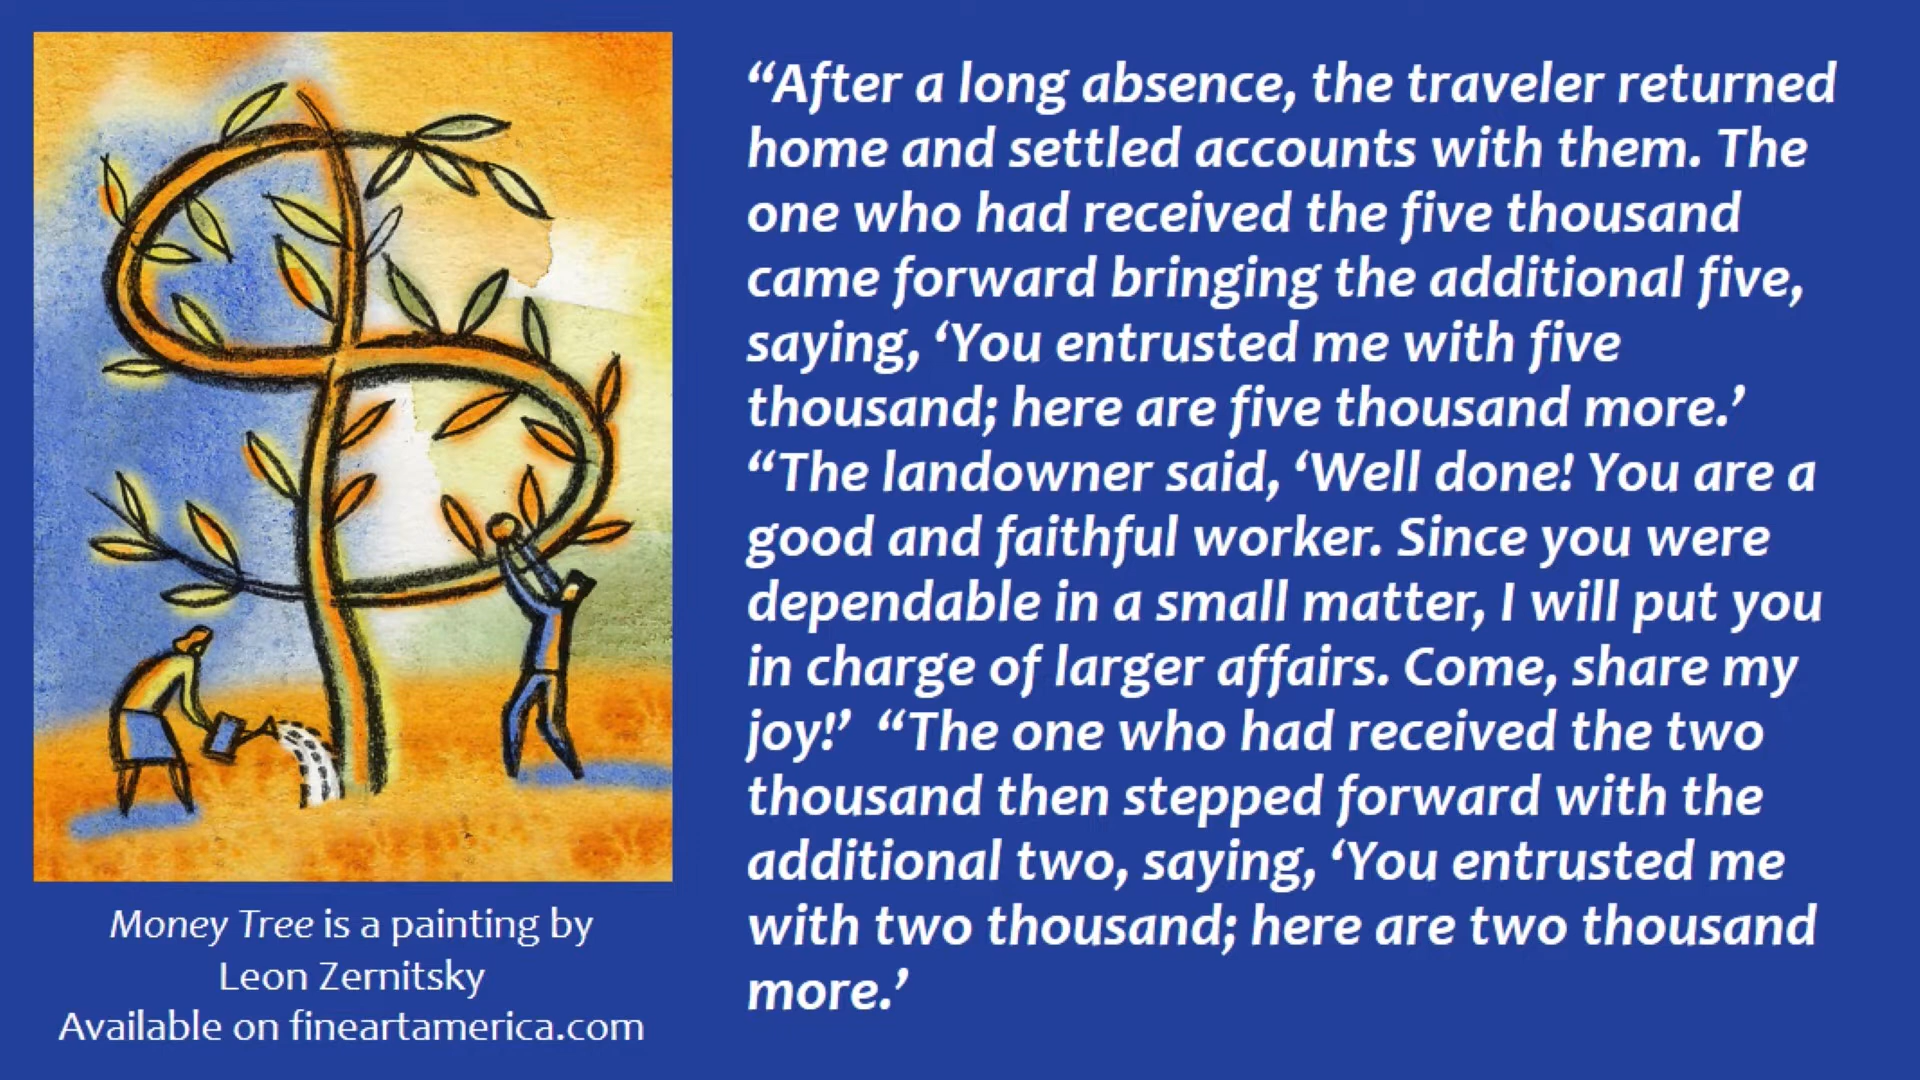 “After a long absence, the traveler returned
home and settled accounts with them. The
one who had received the five thousand
came forward bringing the additional five,
saying, ‘You entrusted me with five
thousand; here are five thousand more.’
“The landowner said, ‘Well done! You are a
good and faithful worker. Since you were
dependable in a small matter, I will put you
in charge of larger affairs. Come, share my
joy!’  “The one who had received the two
thousand then stepped forward with the
additional two, saying, ‘You entrusted me
with two thousand; here are two thousand
more.’
Money Tree is a painting by
Leon Zernitsky
Available on fineartamerica.com